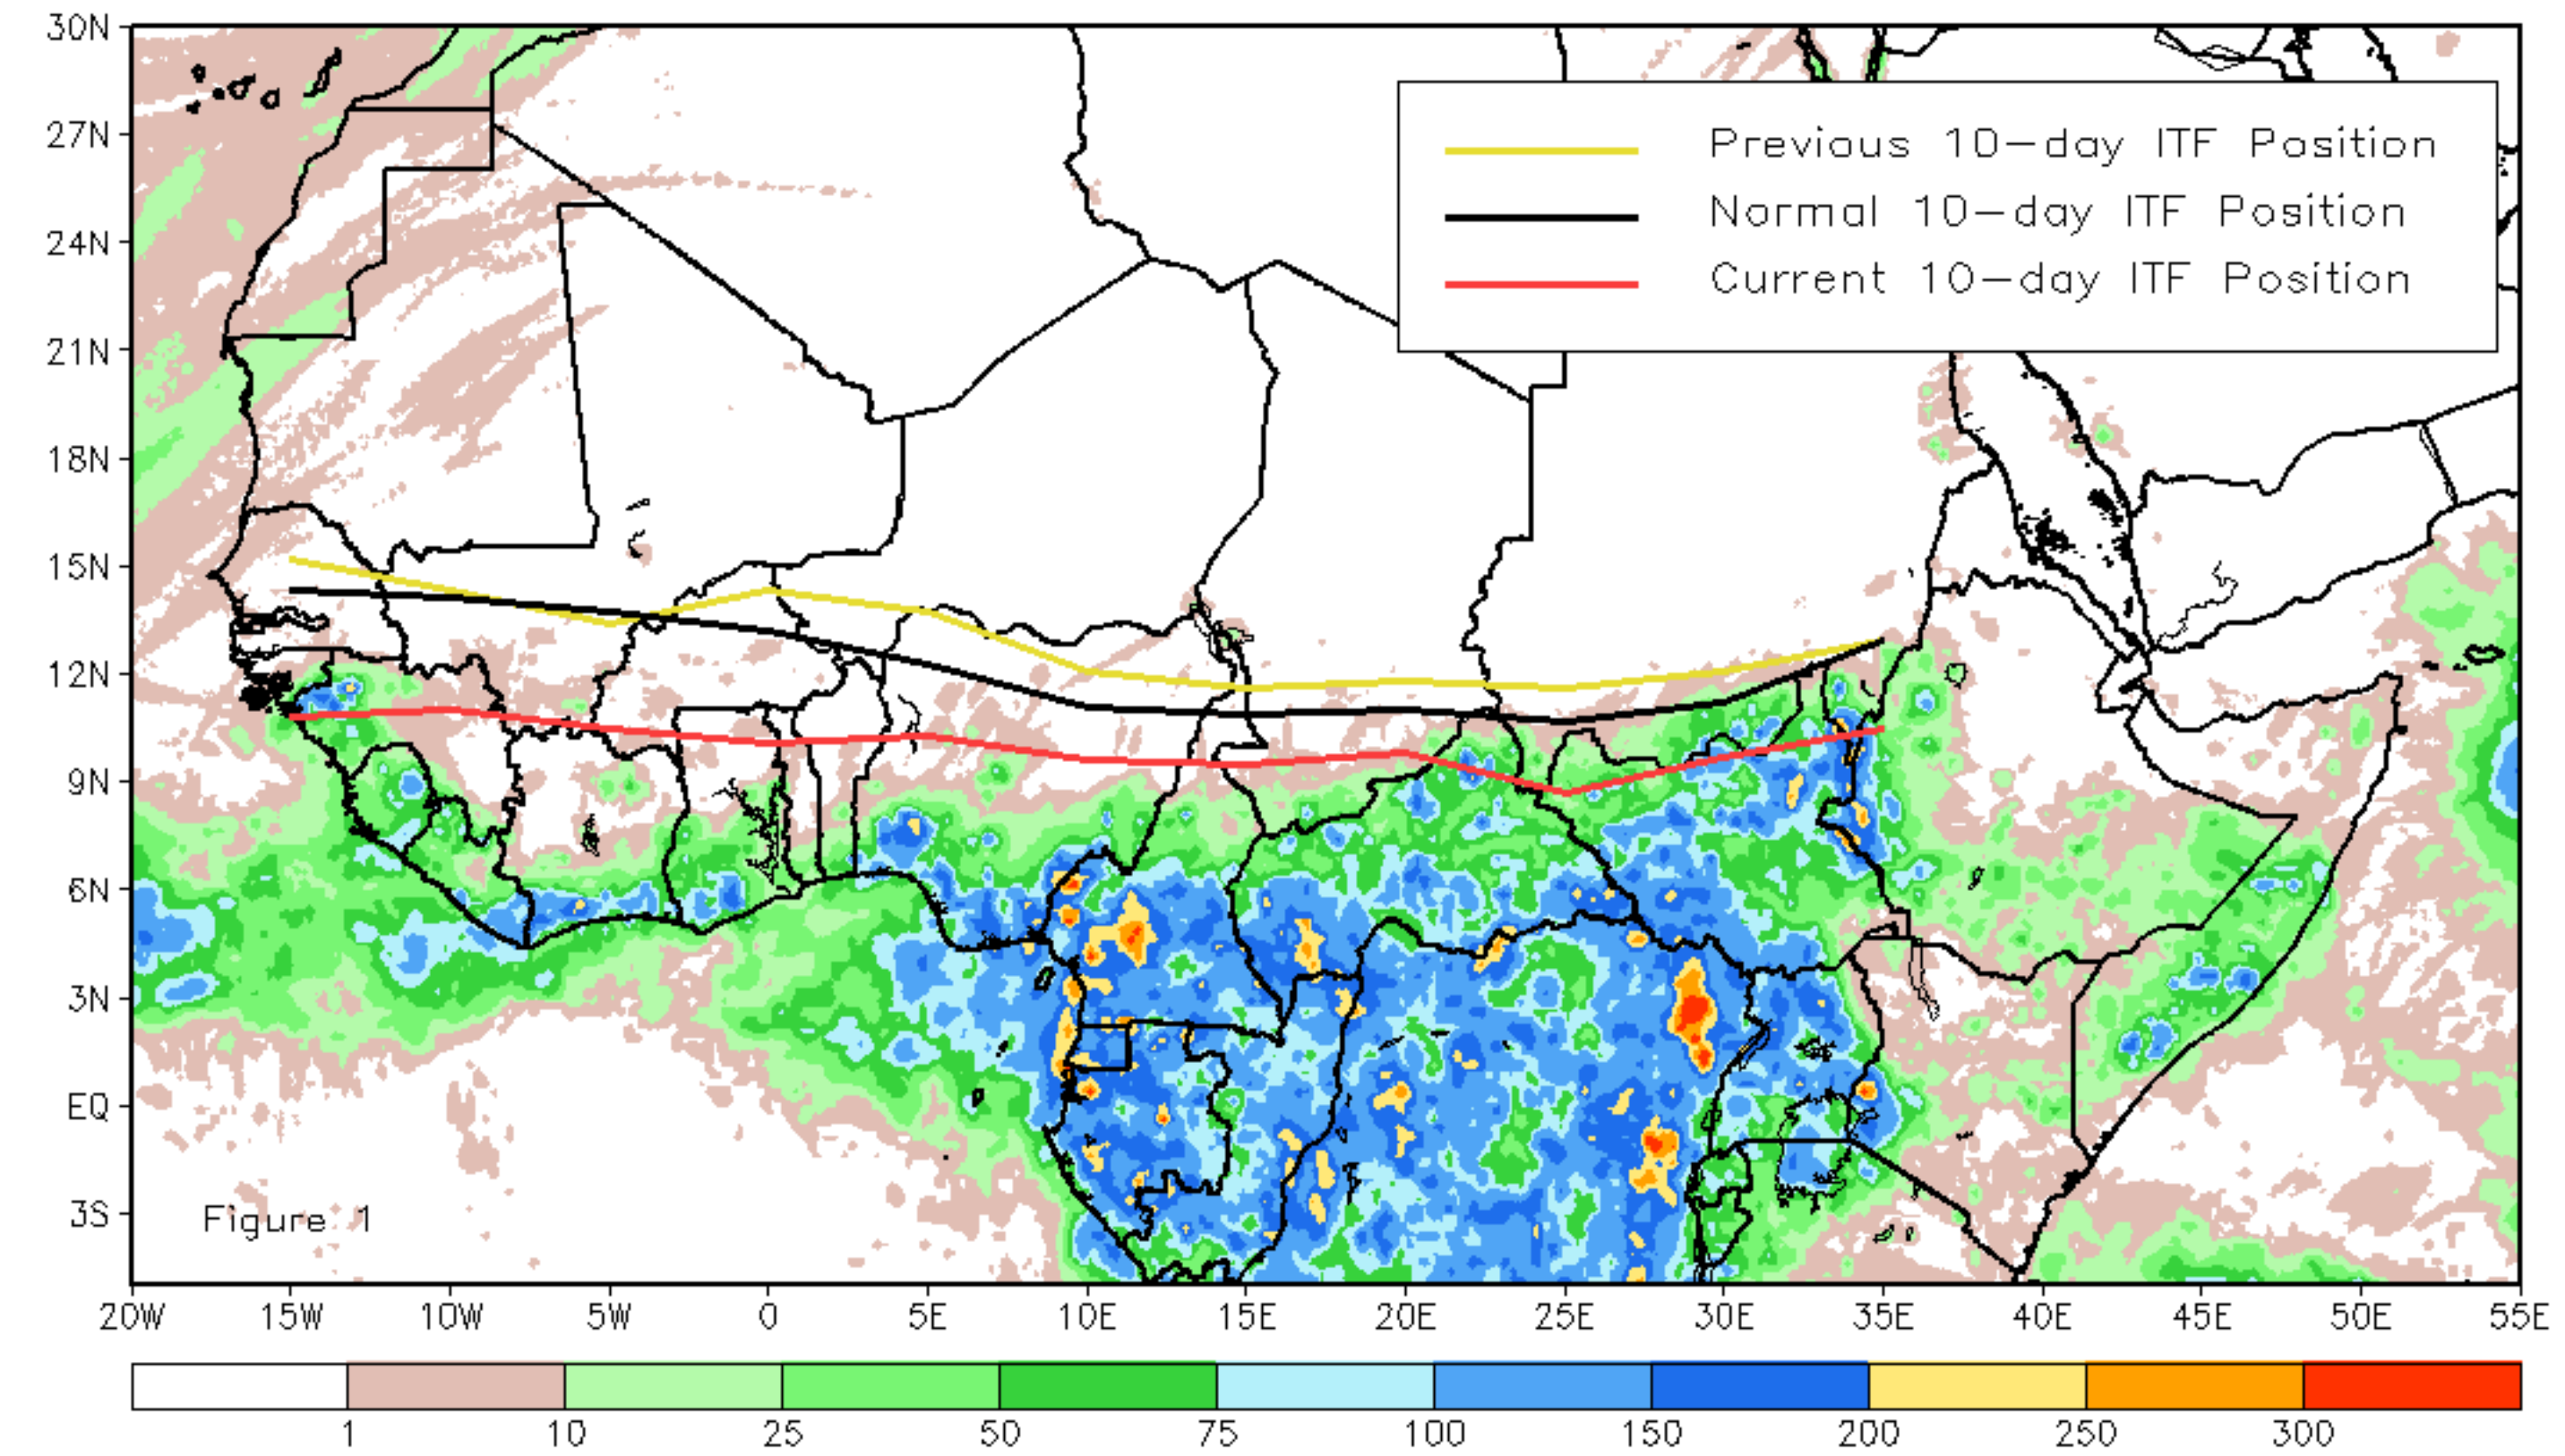 30N
27N
24N
21N
18N
15N
12N
9N
6N
3N
EQ
3S
Previous 10-day ITF Position
Normal 10-day ITF Position
Current 10-day ITF Position
Figure 1
20W 15W 10W 5W 0 5E 10E 15E 20E 25E 30E 35E 40E 45E 50E 55E
1 10 25 50 75 100 150 200 250 300